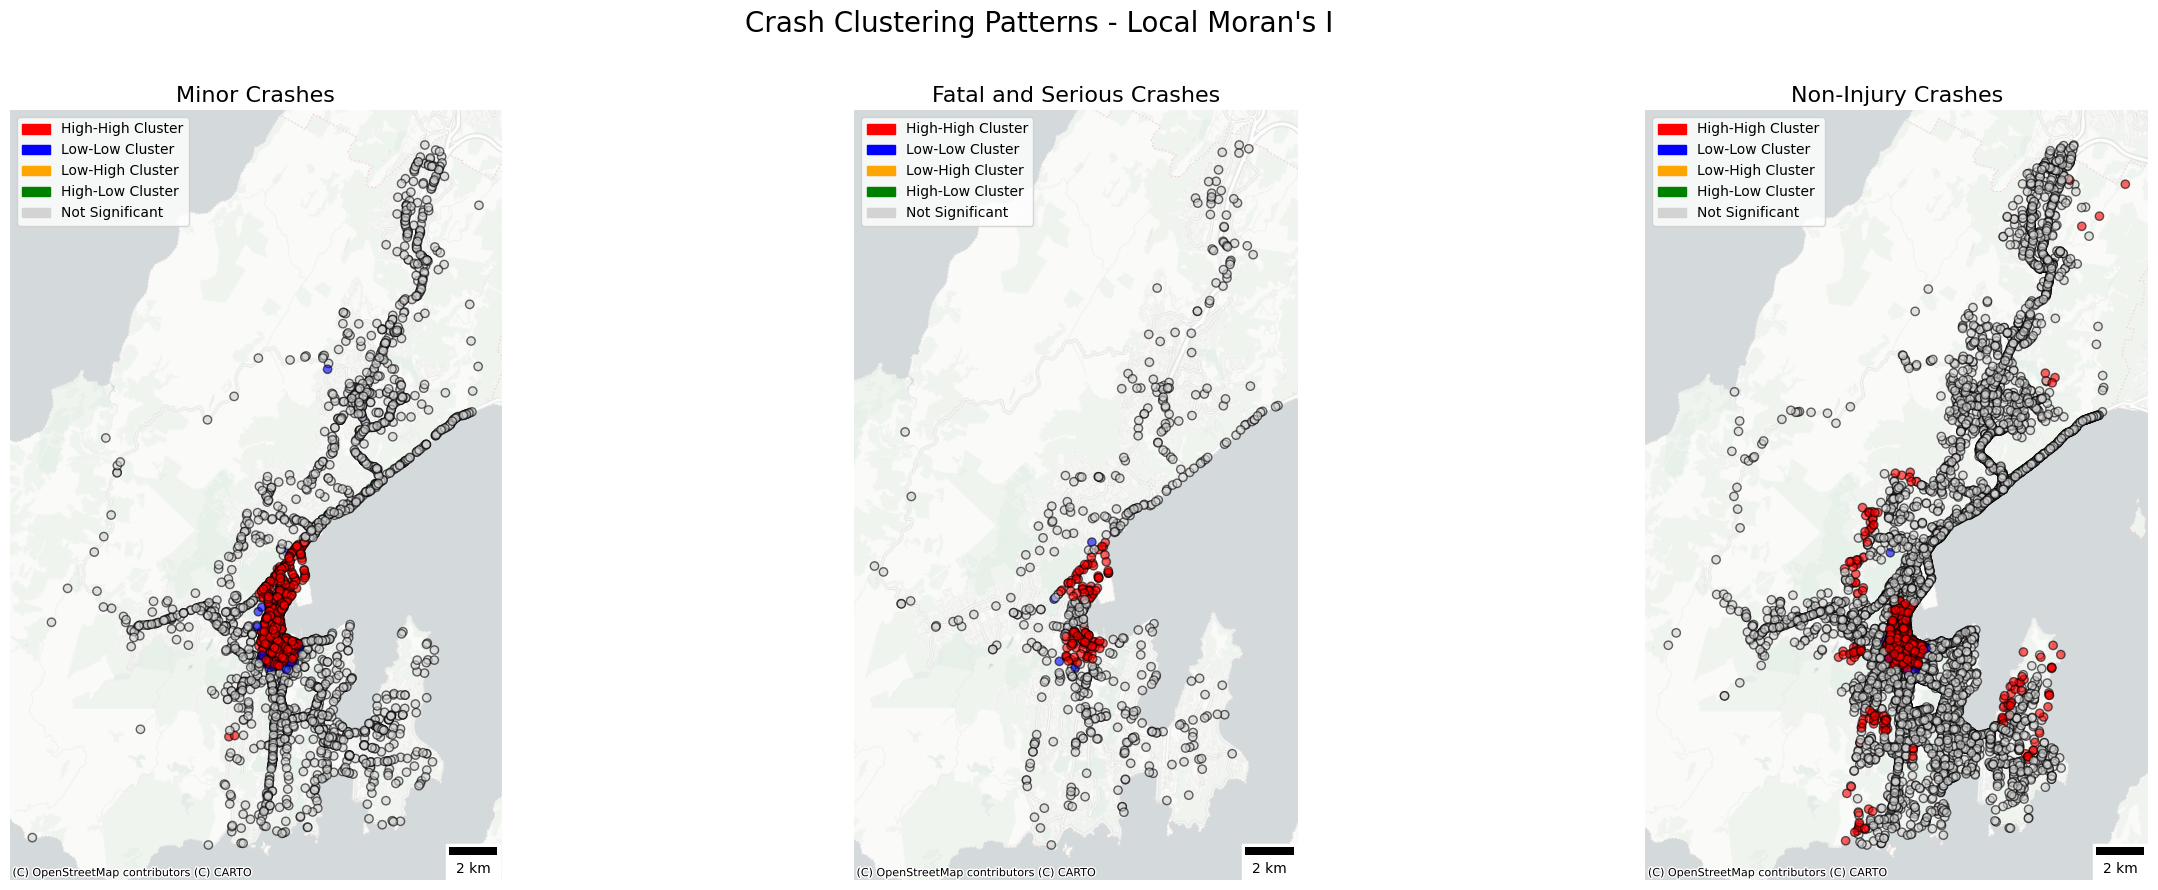 Crash Clustering Patterns - Local Moran's I
Minor Crashes
High-High Cluster
Low-Low Cluster
Low-High Cluster
High-Low Cluster
Not Significant
2 km
(C) OpenStreetMap contributors (C) CARTO
Fatal and Serious Crashes
High-High Cluster
Low-Low Cluster
Low-High Cluster
High-Low Cluster
Not Significant
2 km
(C) OpenStreetMap contributors (C) CARTO
Non-Injury Crashes
High-High Cluster
Low-Low Cluster
Low-High Cluster
High-Low Cluster
Not Significant
2 km
(C) OpenStreetMap contributors (C) CARTO